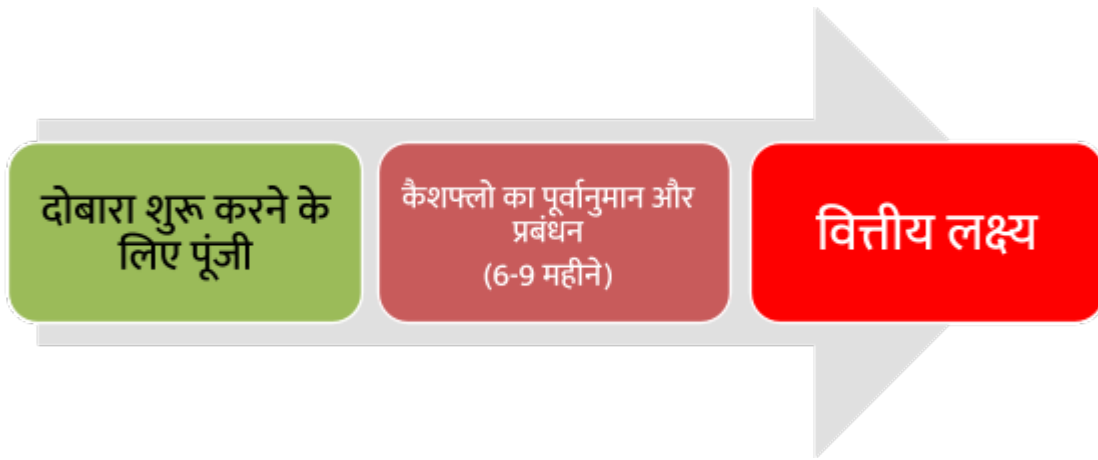 दोबारा शुरू करने के
लिए पूंजी
कैशफ्लो का पूर्वानुमान और
प्रबंधन
(6-9 महीने)
वित्तीय लक्ष्य